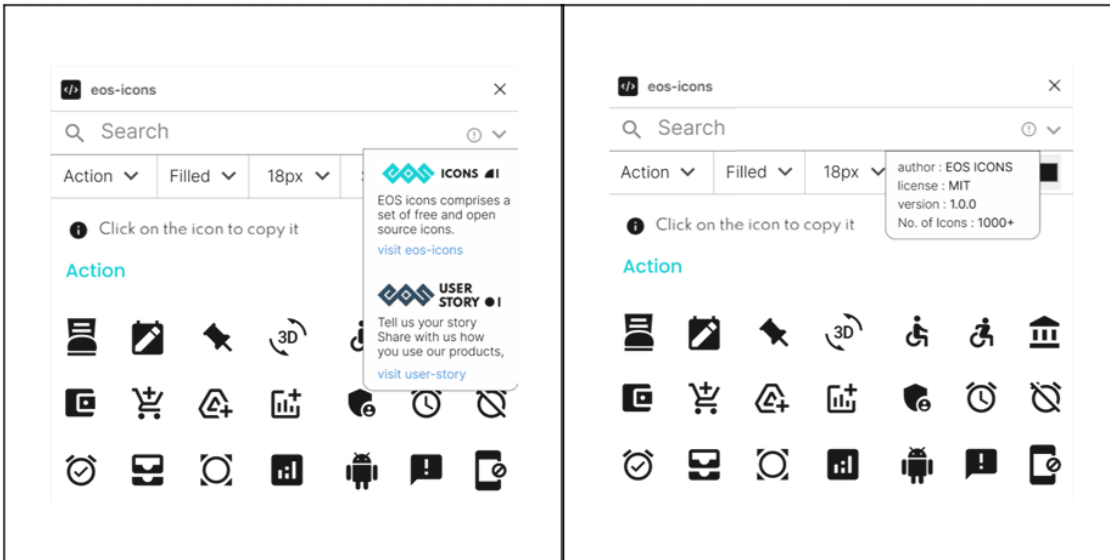 eos-icons
Search
Action
Filled
18px
eos ICONS
EOS icons comprises a
set of free and open
source icons.
visit eos-icons
Click on the icon to copy it
Action
eos USER
STORY
Tell us your story
Share with us how
you use our products,
visit user-story
3D
eos-icons
Search
Action
Filled
18px
author : EOS ICONS
license : MIT
version : 1.0.0
No. of Icons : 1000+
Click on the icon to copy it
Action
3D